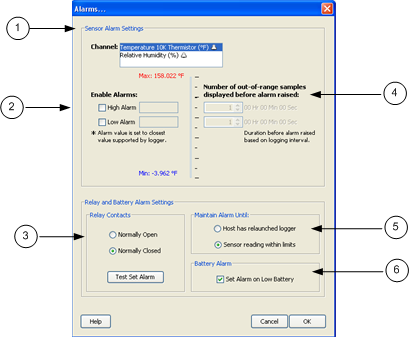 Alarms...
1
Sensor Alarm Settings
Channel:
Temperature 10K Thermistor (°F)
Relative Humidity (%)
Max: 158.022 °F
Number of out-of-range samples
displayed before alarm raised:
4
Enable Alarms:
2
High Alarm
1
00 Hr 00 Min 00 Sec
Low Alarm
1
00 Hr 00 Min 00 Sec
* Alarm value is set to closest
value supported by logger.
Duration before alarm raised
based on logging interval.
Min: -3.962 °F
Relay and Battery Alarm Settings
Relay Contacts
Maintain Alarm Until:
3
Normally Open
Host has relaunched logger
5
Normally Closed
Sensor reading within limits
Battery Alarm
6
Test Set Alarm
Set Alarm on Low Battery
Help
Cancel
OK